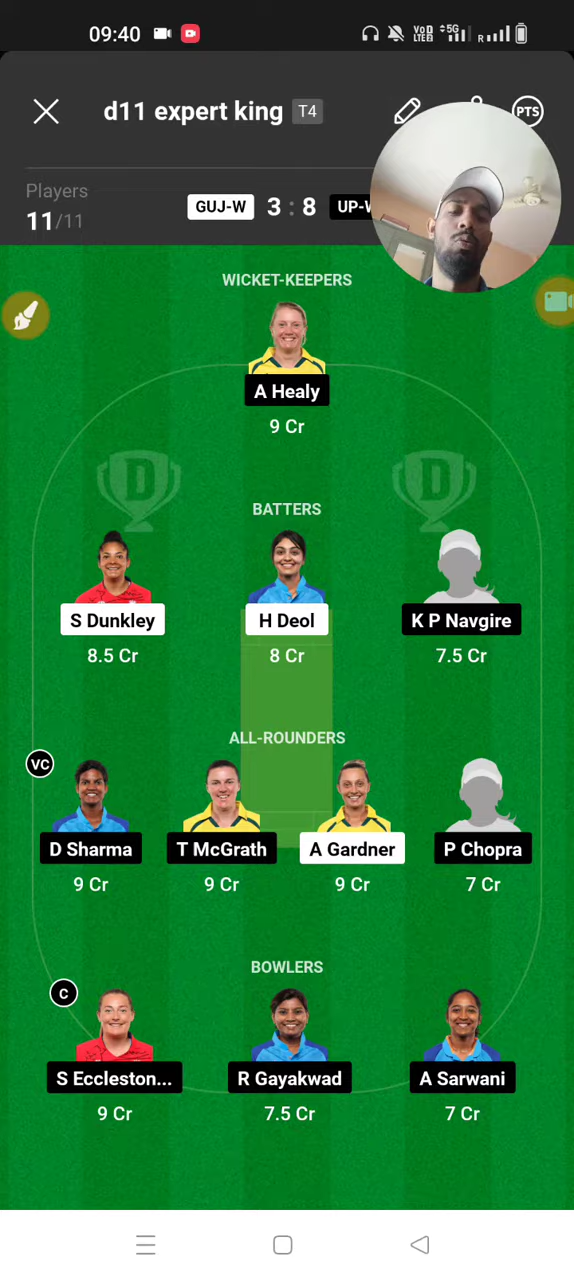 09:40
VoD LTE2 5G R
d11 expert king T4
PTS
Players
11/11
GUJ-W 3 : 8 UP-W
WICKET-KEEPERS
A Healy
9 Cr
D D
BATTERS
S Dunkley H Deol K P Navgire
8.5 Cr 8 Cr 7.5 Cr
ALL-ROUNDERS
VC
D Sharma T McGrath A Gardner P Chopra
9 Cr 9 Cr 9 Cr 7 Cr
BOWLERS
C
S Eccleston... R Gayakwad A Sarwani
9 Cr 7.5 Cr 7 Cr